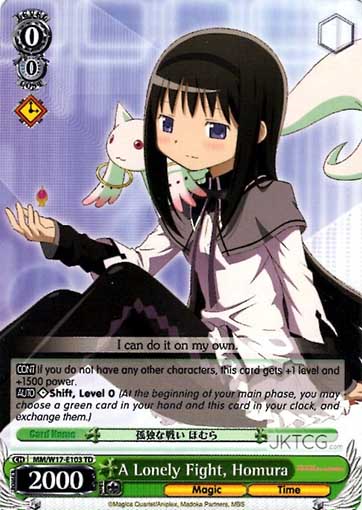 0
0
I can do it on my own.
CONT If you do not have any other characters, this card gets +1 level and
+1500 power.
AUTO Shift, Level 0 (At the beginning of your main phase, you may
choose a green card in your hand and this card in your clock, and
exchange them.)
Card Name 孤独な戦い ほむら
JKTCG.com
CH MM/W17-E103 TD
A Lonely Fight, Homura
2000
Magic Time
©Magica Quartet/Aniplex, Madoka Partners, MBS